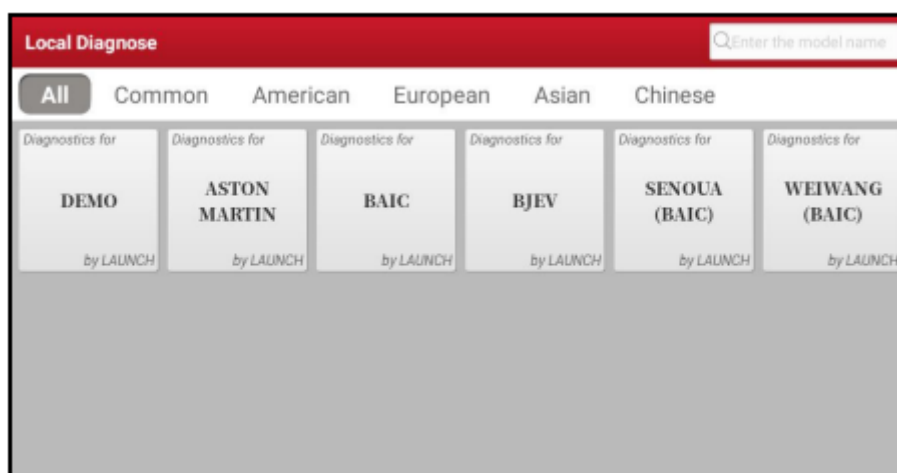 Local Diagnose
Enter the model name
All Common American European Asian Chinese
Diagnostics for Diagnostics for Diagnostics for Diagnostics for Diagnostics for Diagnostics for
DEMO ASTON MARTIN BAIC BJEV SENOUA (BAIC) WEIWANG (BAIC)
by LAUNCH by LAUNCH by LAUNCH by LAUNCH by LAUNCH by LAUNCH